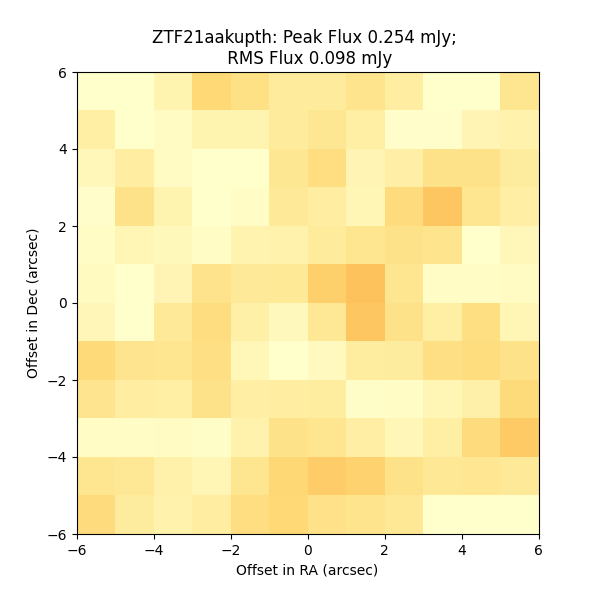 ZTF21aakupth: Peak Flux 0.254 mJy;
RMS Flux 0.098 mJy
6
4
2
0
−2
−4
−6
Offset in Dec (arcsec)
−6 −4 −2 0 2 4 6
Offset in RA (arcsec)